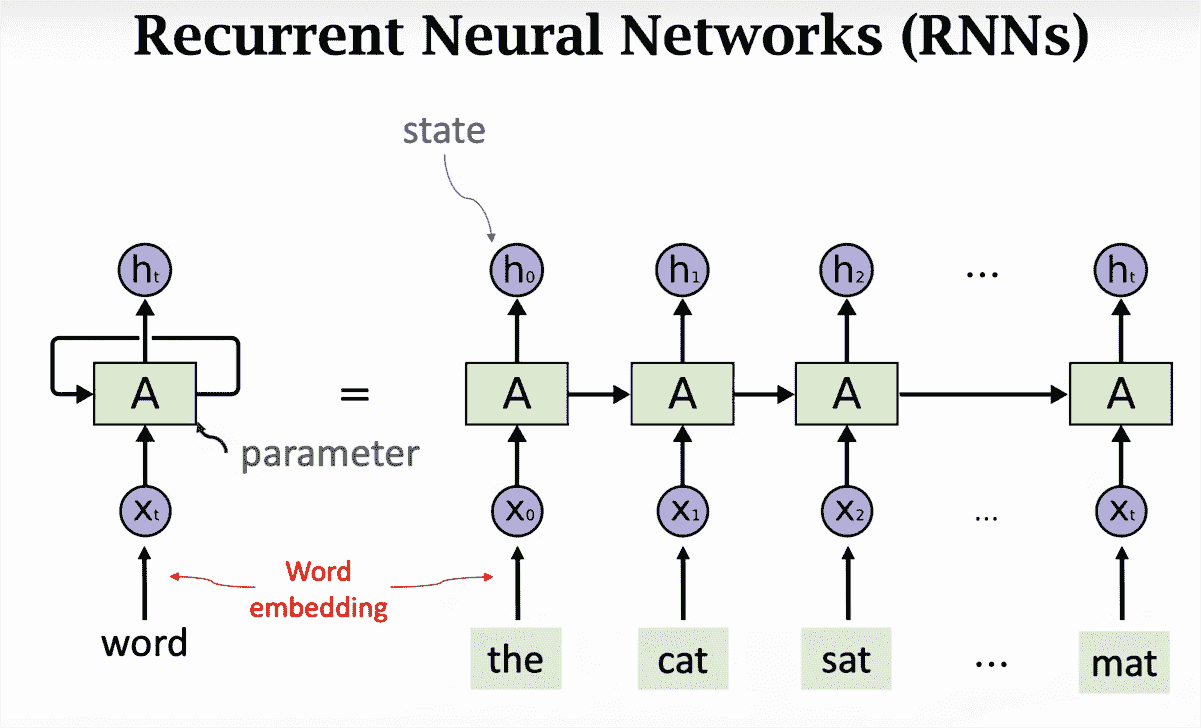 Recurrent Neural Networks (RNNs)
state
hₜ
h₀
h₁
h₂
...
hₜ
A
=
A
A
A
A
parameter
xₜ
x₀
x₁
x₂
...
xₜ
Word
embedding
word
the
cat
sat
...
mat